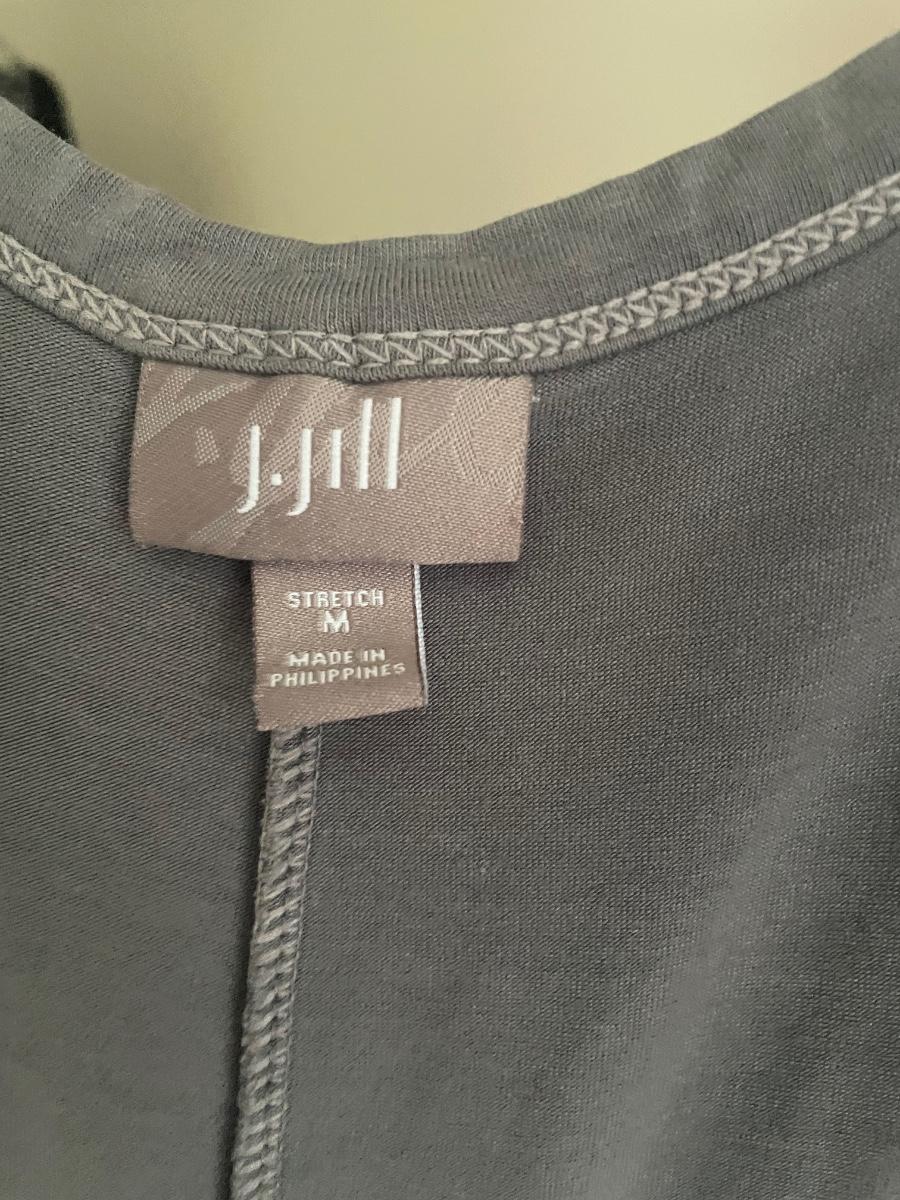 J.Jill
STRETCH
M
MADE IN
PHILIPPINES